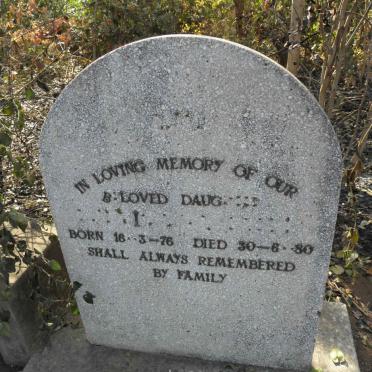 IN LOVING MEMORY OF OUR
BELOVED DAUGHTER
BORN 16-3-76 DIED 30-6-80
SHALL ALWAYS REMEMBERED
BY FAMILY